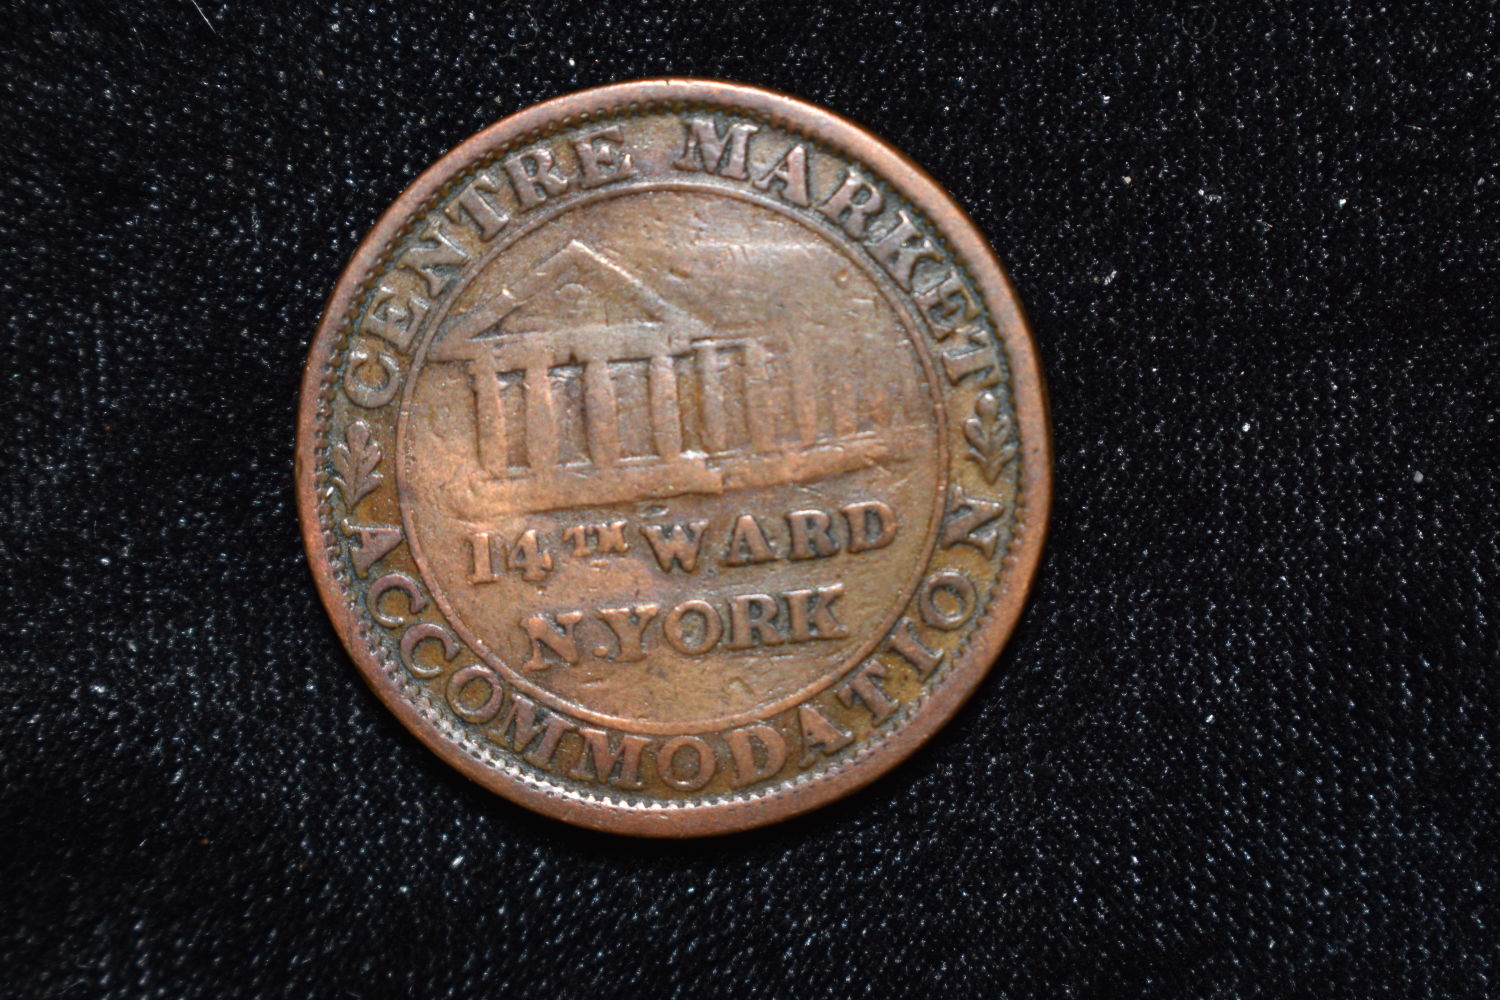 CENTRE MARKET
14TH WARD
N.YORK
ACCOMMODATION